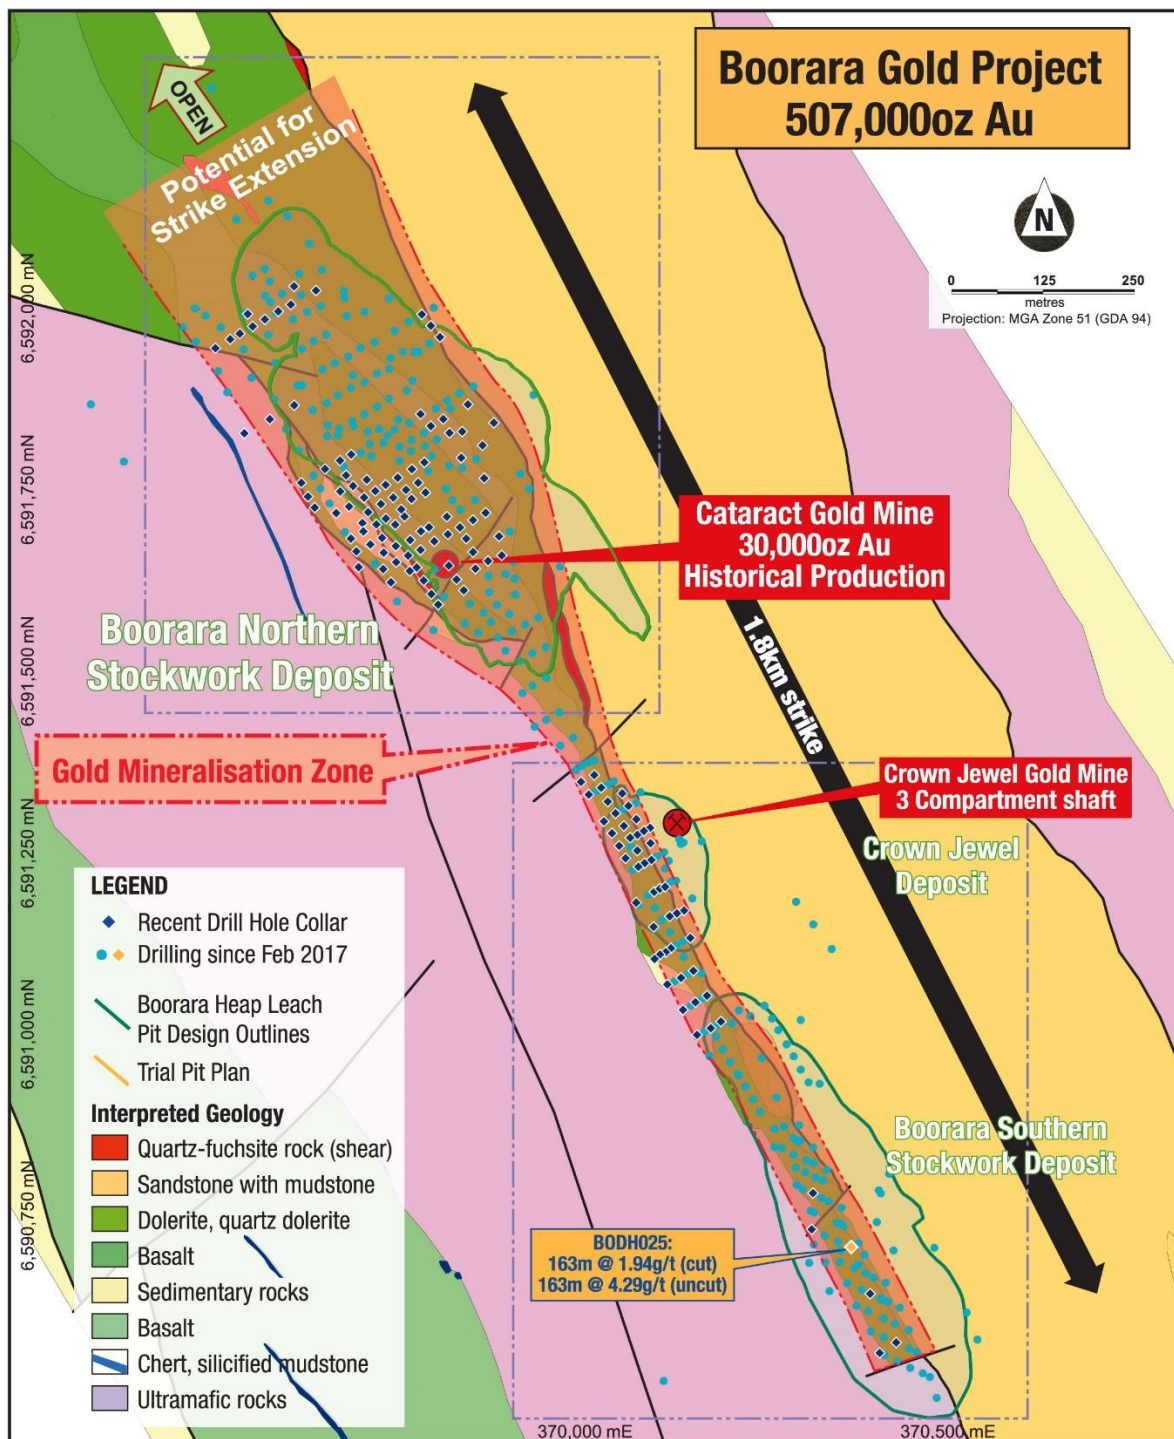 Boorara Gold Project
507,000oz Au
OPEN
Potential for
Strike Extension
N
0 125 250
metres
Projection: MGA Zone 51 (GDA 94)
6,592,000 mN
6,591,750 mN
6,591,500 mN
6,591,250 mN
6,591,000 mN
6,590,750 mN
Cataract Gold Mine
30,000oz Au
Historical Production
Boorara Northern
Stockwork Deposit
1.8km strike
Gold Mineralisation Zone
Crown Jewel Gold Mine
3 Compartment shaft
Crown Jewel
Deposit
LEGEND
Recent Drill Hole Collar
Drilling since Feb 2017
Boorara Heap Leach
Pit Design Outlines
Trial Pit Plan
Interpreted Geology
Quartz-fuchsite rock (shear)
Sandstone with mudstone
Dolerite, quartz dolerite
Basalt
Sedimentary rocks
Basalt
Chert, silicified mudstone
Ultramafic rocks
Boorara Southern
Stockwork Deposit
BODH025:
163m @ 1.94g/t (cut)
163m @ 4.29g/t (uncut)
370,000 mE
370,500 mE